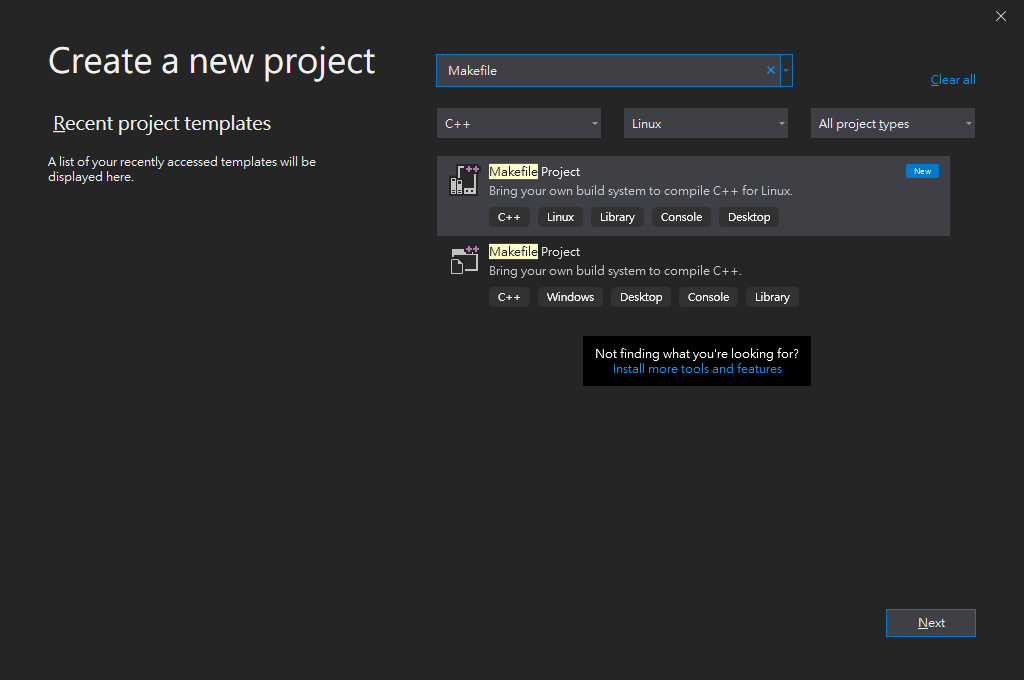 Create a new project
Recent project templates
A list of your recently accessed templates will be
displayed here.
Makefile
Clear all
C++
Linux
All project types
Makefile Project
New
Bring your own build system to compile C++ for Linux.
C++ Linux Library Console Desktop
Makefile Project
Bring your own build system to compile C++.
C++ Windows Desktop Console Library
Not finding what you're looking for?
Install more tools and features
Next